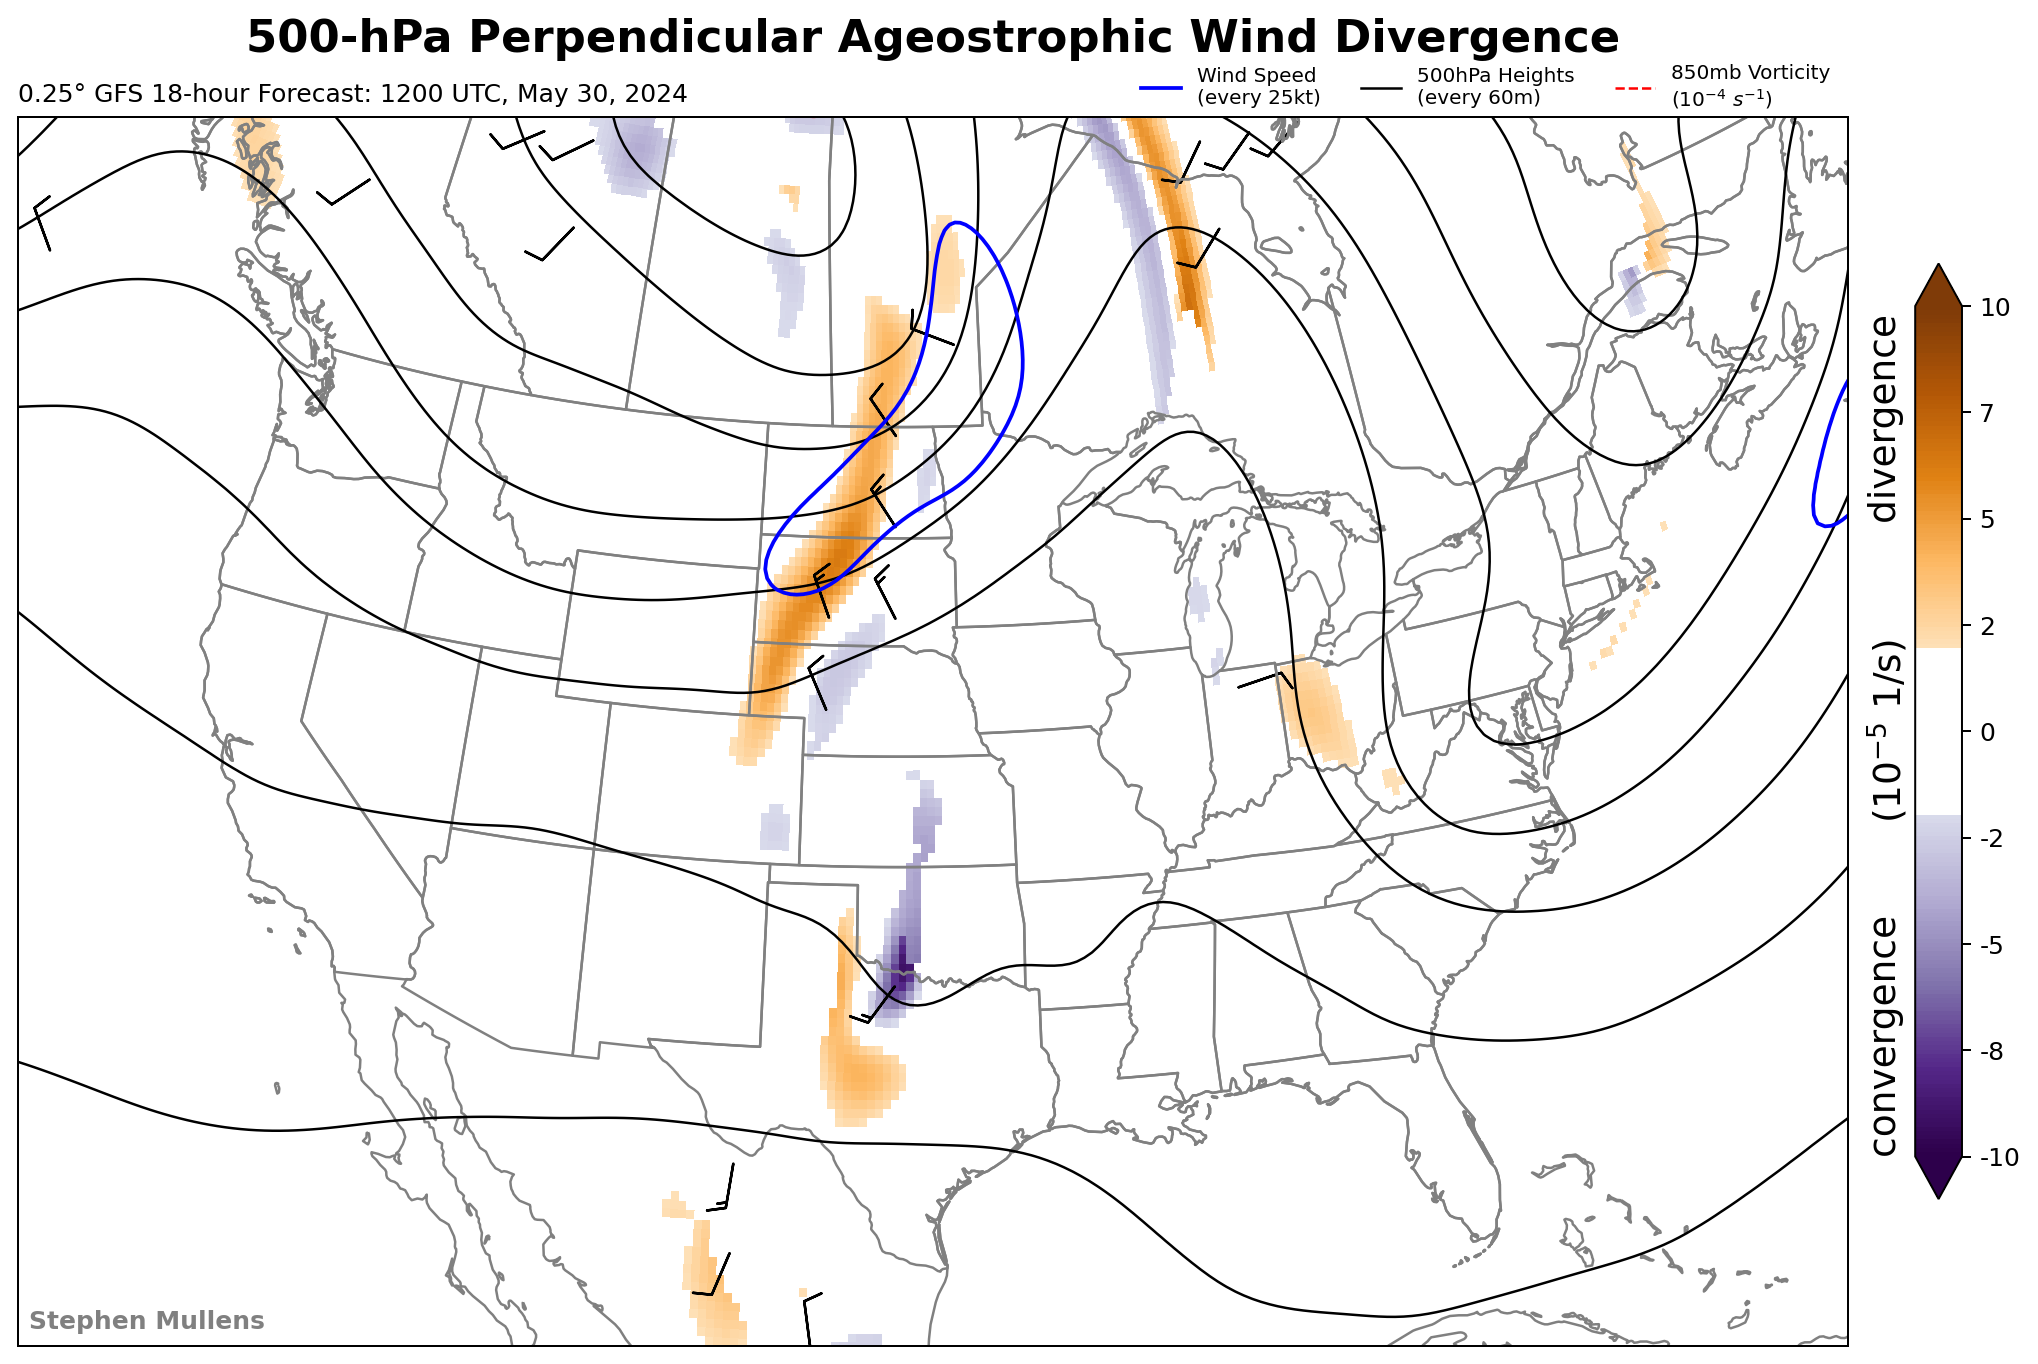 500-hPa Perpendicular Ageostrophic Wind Divergence
0.25° GFS 18-hour Forecast: 1200 UTC, May 30, 2024
Wind Speed
(every 25kt)
500hPa Heights
(every 60m)
850mb Vorticity
(10⁻⁴ s⁻¹)
10
7
5
2
0
-2
-5
-8
-10
convergence (10⁻⁵ 1/s) divergence
Stephen Mullens